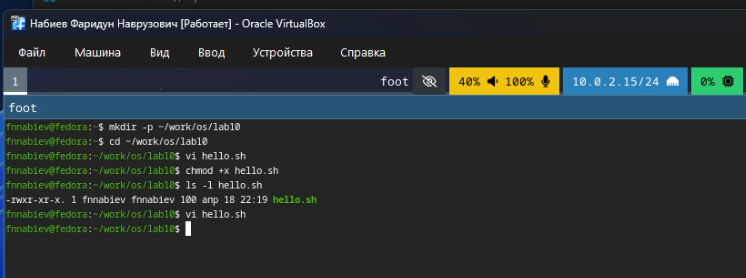 Набиев Фаридун Наврузович [Работает] - Oracle VirtualBox
Файл Машина Вид Ввод Устройства Справка
1 foot 40% 100% 10.0.2.15/24 0%
foot
fnnabiev@fedora:~$ mkdir -p ~/work/os/lab10
fnnabiev@fedora:~$ cd ~/work/os/lab10
fnnabiev@fedora:~/work/os/lab10$ vi hello.sh
fnnabiev@fedora:~/work/os/lab10$ chmod +x hello.sh
fnnabiev@fedora:~/work/os/lab10$ ls -l hello.sh
-rwxr-xr-x. 1 fnnabiev fnnabiev 100 апр 18 22:19 hello.sh
fnnabiev@fedora:~/work/os/lab10$ vi hello.sh
fnnabiev@fedora:~/work/os/lab10$